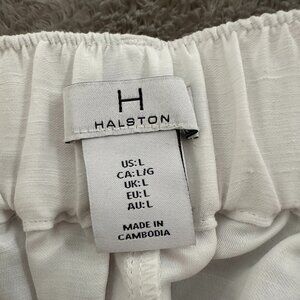 H
HALSTON
US: L
CA: L/G
UK: L
EU: L
AU: L
MADE IN
CAMBODIA